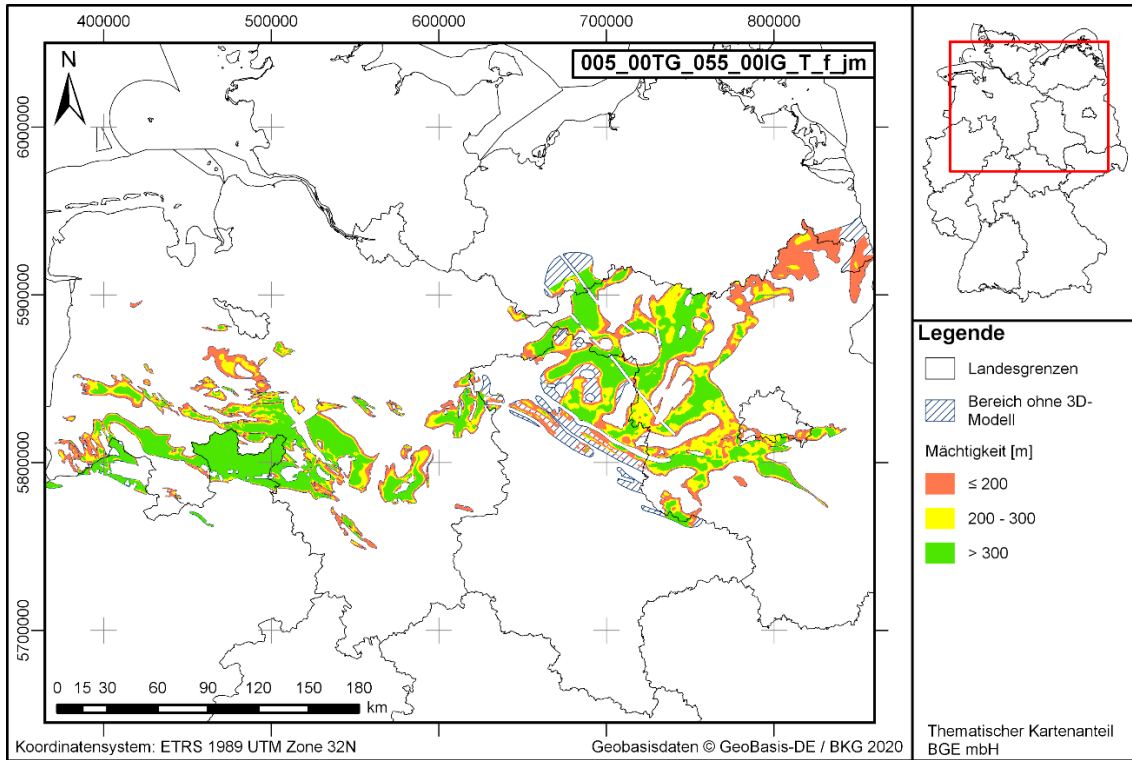 400000 500000 600000 700000 800000
N
005_00TG_055_00IG_T_f_jm
6000000
5900000
5800000
5700000
0 15 30 60 90 120 150 180
km
Koordinatensystem: ETRS 1989 UTM Zone 32N
Geobasisdaten © GeoBasis-DE / BKG 2020
Legende
Landesgrenzen
Bereich ohne 3D-
Modell
Mächtigkeit [m]
≤ 200
200 - 300
> 300
Thematischer Kartenanteil
BGE mbH